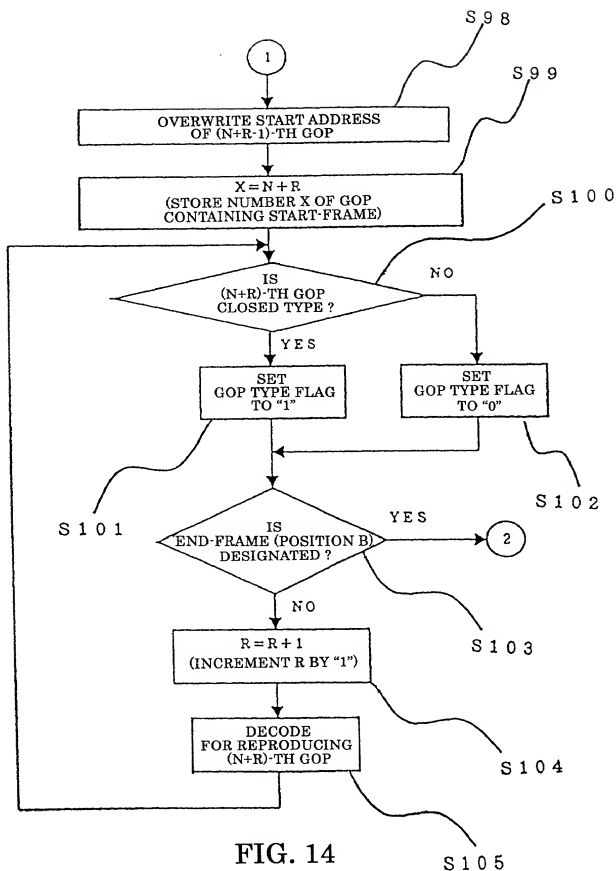 S98
1
S99
OVERWRITE START ADDRESS
OF (N+R-1)-TH GOP
X=N+R
(STORE NUMBER X OF GOP
CONTAINING START-FRAME)
S100
IS
(N+R)-TH GOP
CLOSED TYPE ?
NO
YES
SET
GOP TYPE FLAG
TO "1"
SET
GOP TYPE FLAG
TO "0"
S101
S102
IS
END-FRAME (POSITION B)
DESIGNATED ?
YES
2
NO
S103
R=R+1
(INCREMENT R BY "1")
S104
DECODE
FOR REPRODUCING
(N+R)-TH GOP
S105
FIG. 14